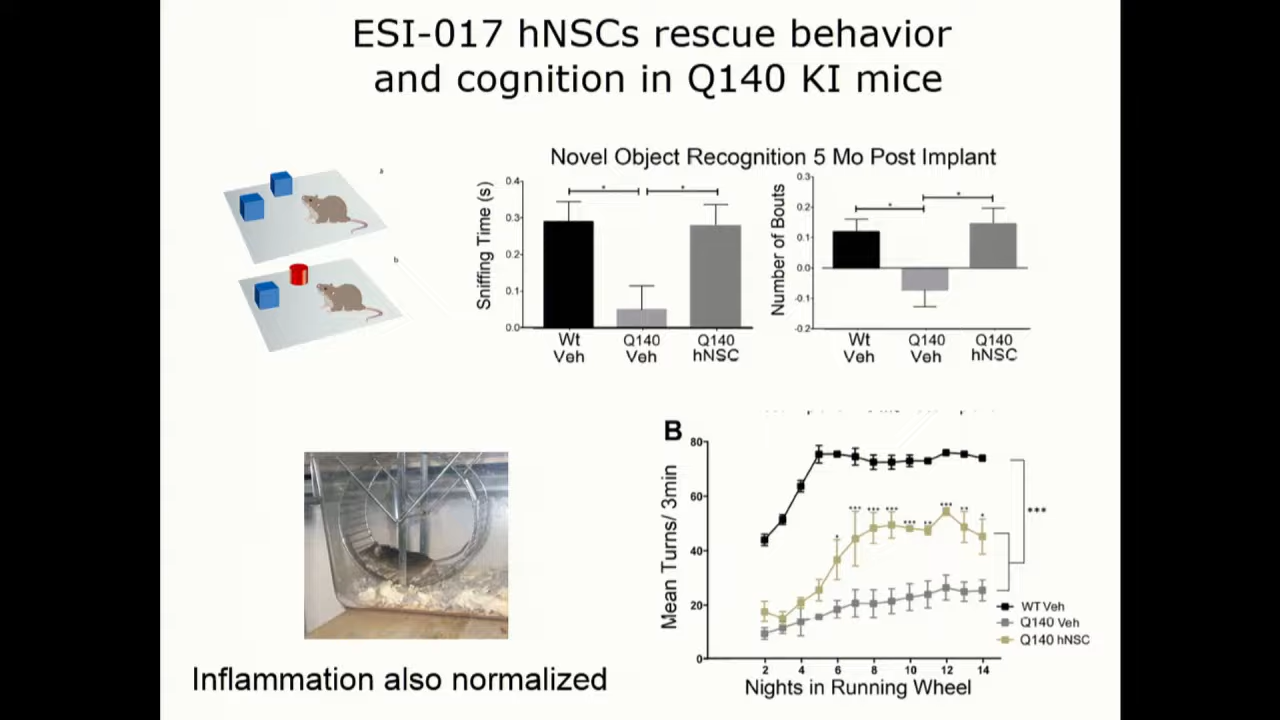 ESI-017 hNSCs rescue behavior
and cognition in Q140 KI mice
Novel Object Recognition 5 Mo Post Implant
a
b
Sniffing Time (s)
0.4
0.3
0.2
0.1
0.0
*
*
Wt
Veh
Q140
Veh
Q140
hNSC
Number of Bouts
0.3
0.2
0.1
0.0
-0.1
-0.2
*
*
Wt
Veh
Q140
Veh
Q140
hNSC
B
Mean Turns/ 3min
80
60
40
20
0
* *** *** *** *** ** *** ** *
***
WT Veh
Q140 Veh
Q140 hNSC
2 4 6 8 10 12 14
Nights in Running Wheel
Inflammation also normalized